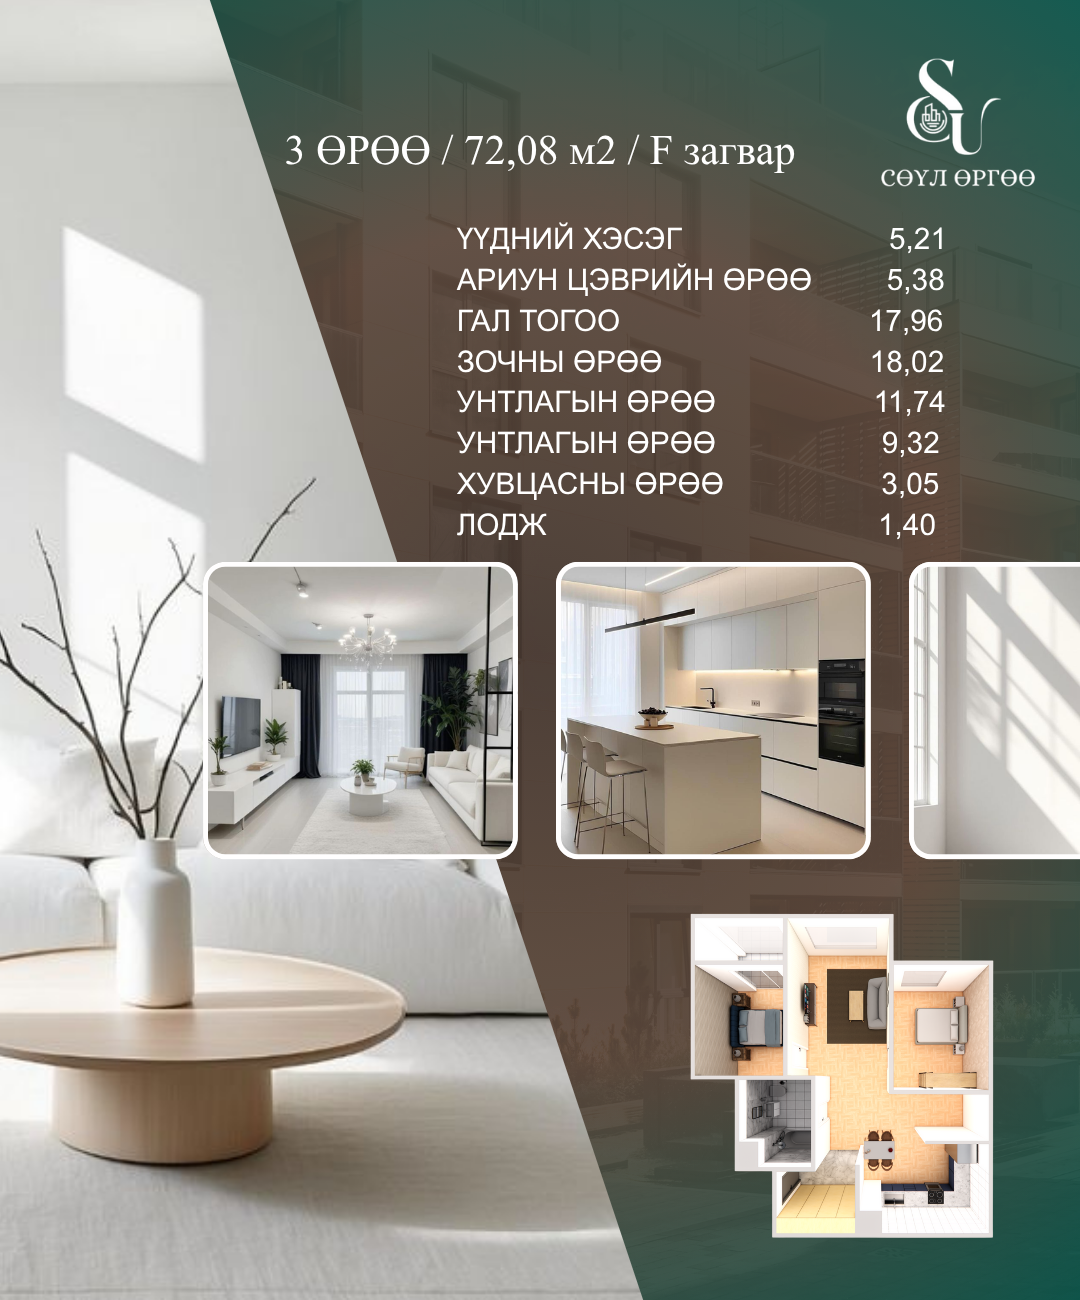 СӨҮЛ ӨРГӨӨ
3 ӨРӨӨ / 72,08 м2 / F загвар
ҮҮДНИЙ ХЭСЭГ 5,21
АРИУН ЦЭВРИЙН ӨРӨӨ 5,38
ГАЛ ТОГОО 17,96
ЗОЧНЫ ӨРӨӨ 18,02
УНТЛАГЫН ӨРӨӨ 11,74
УНТЛАГЫН ӨРӨӨ 9,32
ХУВЦАСНЫ ӨРӨӨ 3,05
ЛОДЖ 1,40